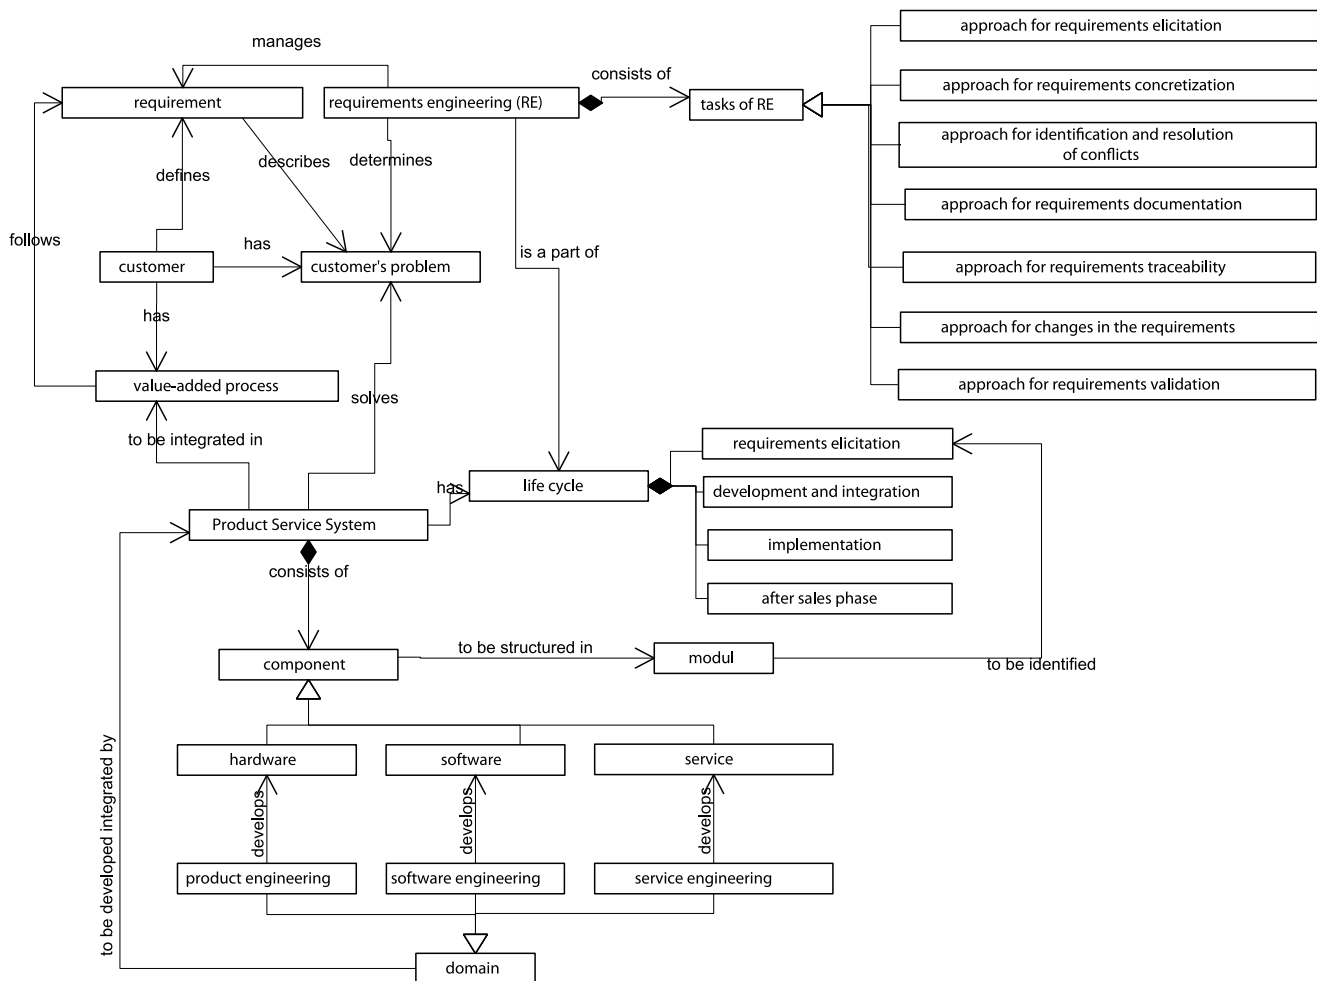 manages
approach for requirements elicitation
consists of
approach for requirements concretization
requirement
requirements engineering (RE)
tasks of RE
approach for identification and resolution
of conflicts
describes
determines
defines
approach for requirements documentation
follows
has
is a part of
customer
customer's problem
approach for requirements traceability
has
approach for changes in the requirements
value-added process
approach for requirements validation
solves
to be integrated in
requirements elicitation
has
life cycle
development and integration
Product Service System
implementation
consists of
after sales phase
to be structured in
component
modul
to be identified
hardware
software
service
to be developed integrated by
develops
develops
develops
product engineering
software engineering
service engineering
domain